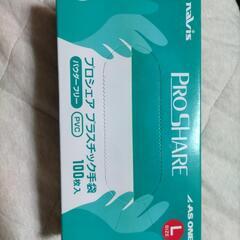 navis
PROSHARE
プロシェア プラスチック手袋
パウダーフリー
PVC
100枚入
AS ONE
L
SIZE